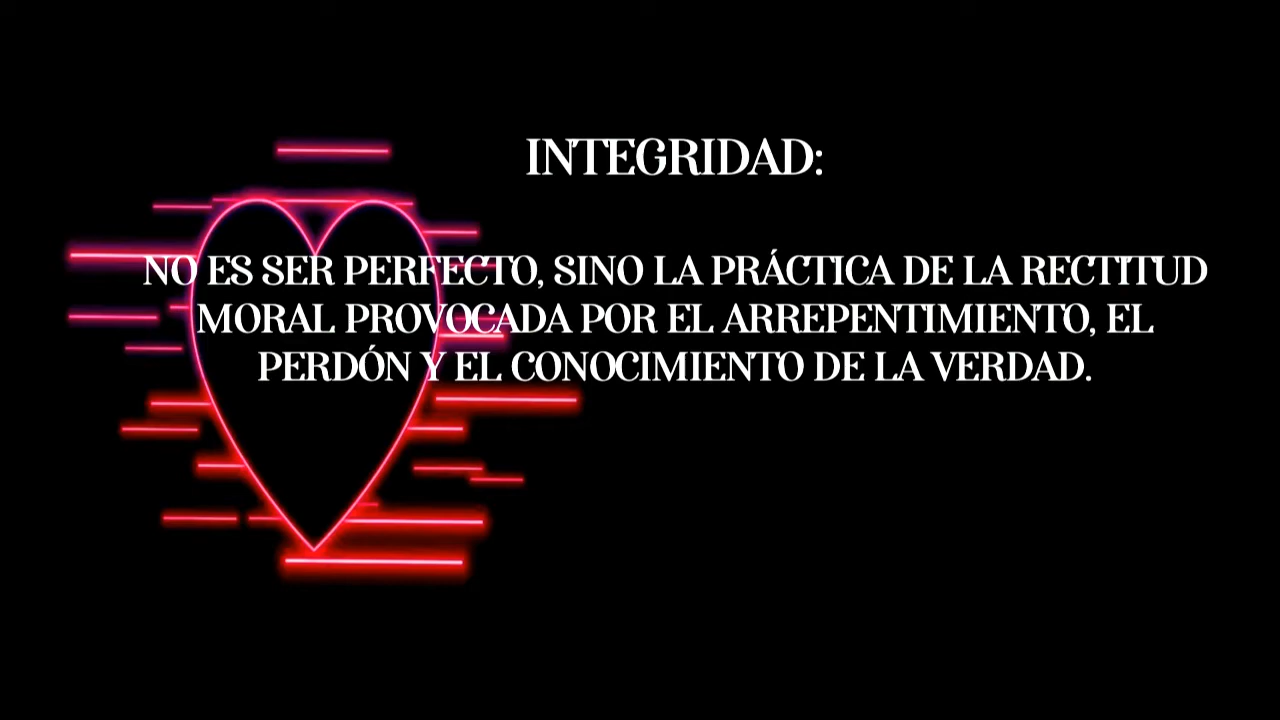 INTEGRIDAD:
NO ES SER PERFECTO, SINO LA PRÁCTICA DE LA RECTITUD
MORAL PROVOCADA POR EL ARREPENTIMIENTO, EL
PERDÓN Y EL CONOCIMIENTO DE LA VERDAD.